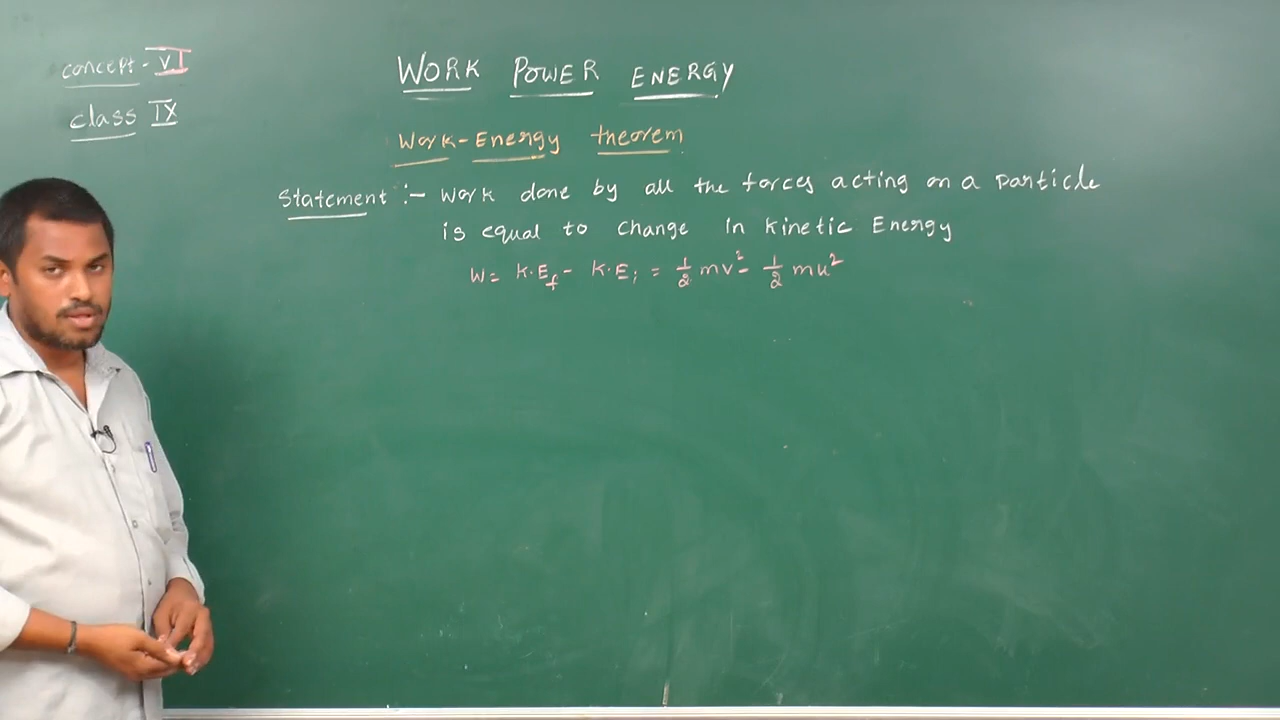 concept - VI
class IX
WORK POWER ENERGY
Work-Energy theorem
Statement :- Work done by all the forces acting on a particle
is equal to change in kinetic Energy
W = K.E_f - K.E_i = 1/2 mv² - 1/2 mu²